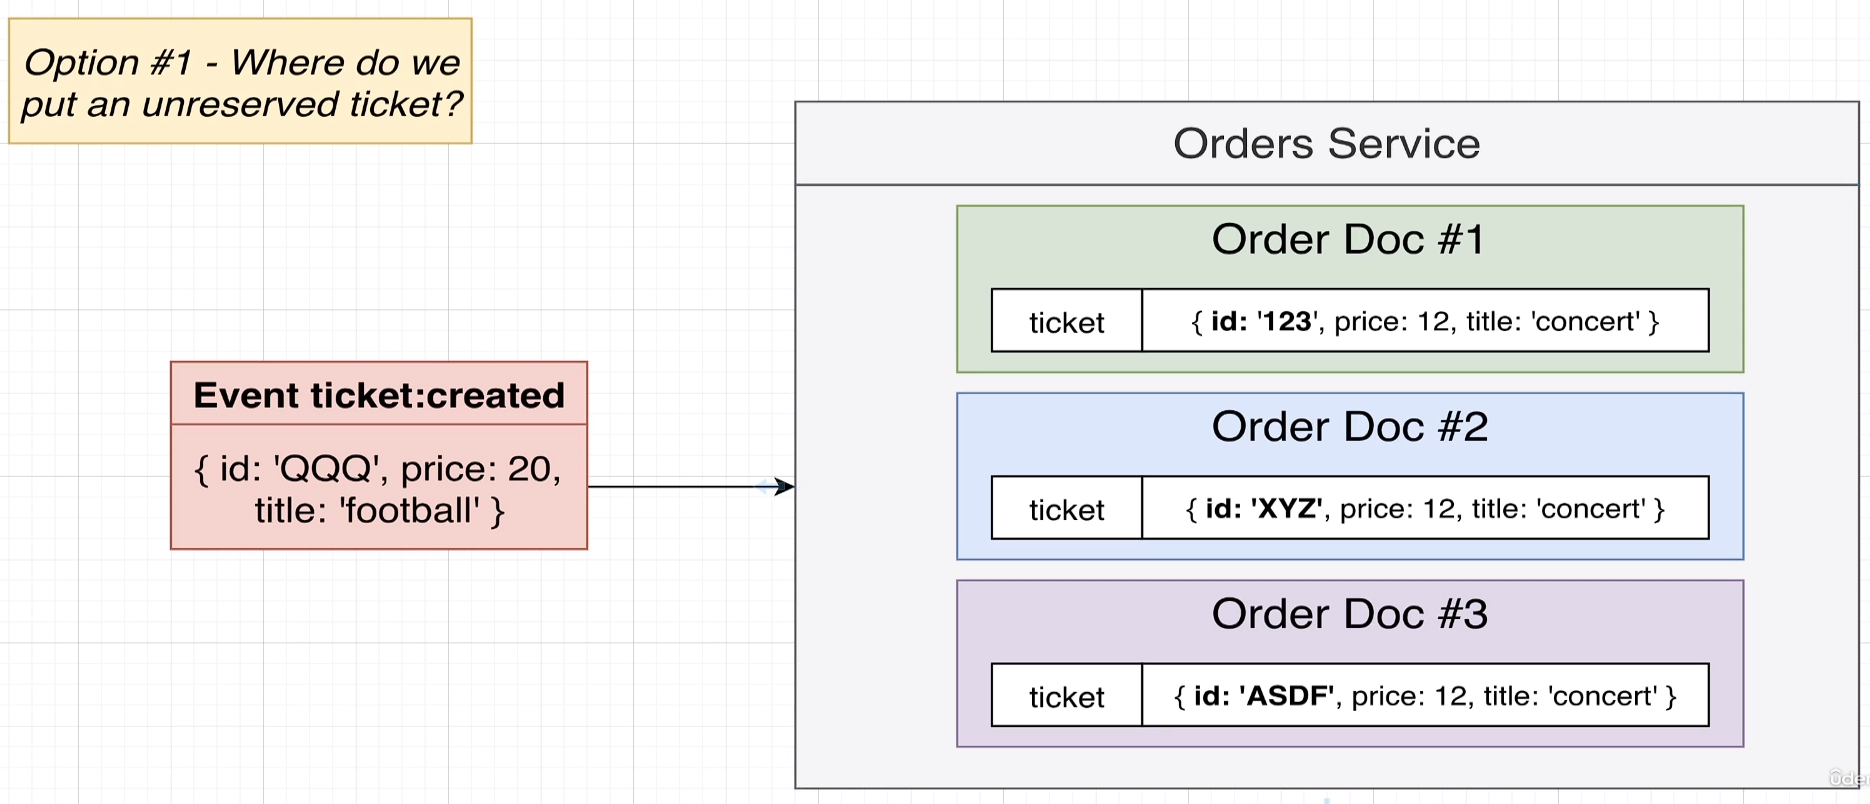 Option #1 - Where do we
put an unreserved ticket?
Orders Service
Order Doc #1
ticket
{ id: '123', price: 12, title: 'concert' }
Event ticket:created
{ id: 'QQQ', price: 20,
title: 'football' }
Order Doc #2
ticket
{ id: 'XYZ', price: 12, title: 'concert' }
Order Doc #3
ticket
{ id: 'ASDF', price: 12, title: 'concert' }